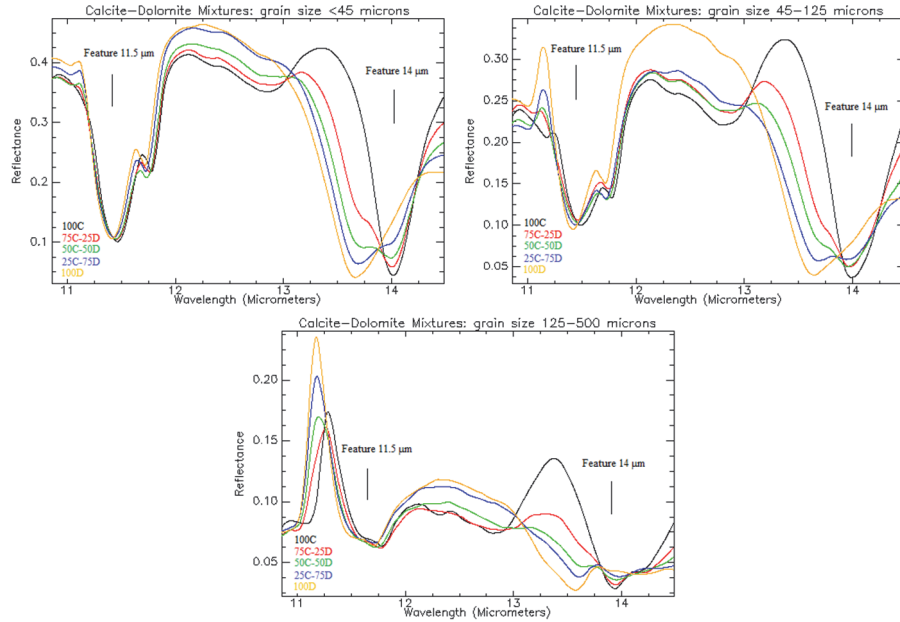 Calcite-Dolomite Mixtures: grain size <45 microns
Feature 11.5 μm
Feature 14 μm
Reflectance
0.4
0.3
0.2
0.1
100C
75C-25D
50C-50D
25C-75D
100D
11
12
13
14
Wavelength (Micrometers)
Calcite-Dolomite Mixtures: grain size 45-125 microns
Feature 11.5 μm
Feature 14 μm
Reflectance
0.30
0.25
0.20
0.15
0.10
0.05
100C
75C-25D
50C-50D
25C-75D
100D
11
12
13
14
Wavelength (Micrometers)
Calcite-Dolomite Mixtures: grain size 125-500 microns
Feature 11.5 μm
Feature 14 μm
Reflectance
0.20
0.15
0.10
0.05
100C
75C-25D
50C-50D
25C-75D
100D
11
12
13
14
Wavelength (Micrometers)